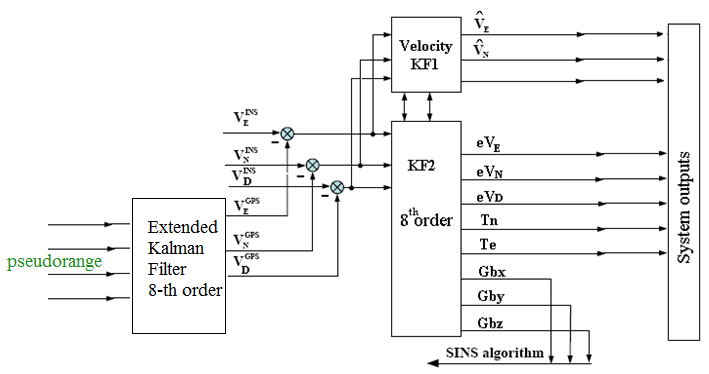 V̂E
V̂N
Velocity
KF1
VE INS
VN INS
VD INS
VE GPS
VN GPS
VD GPS
pseudorange
Extended
Kalman
Filter
8-th order
KF2
8th order
eVE
eVN
eVD
Tn
Te
Gbx
Gby
Gbz
SINS algorithm
System outputs